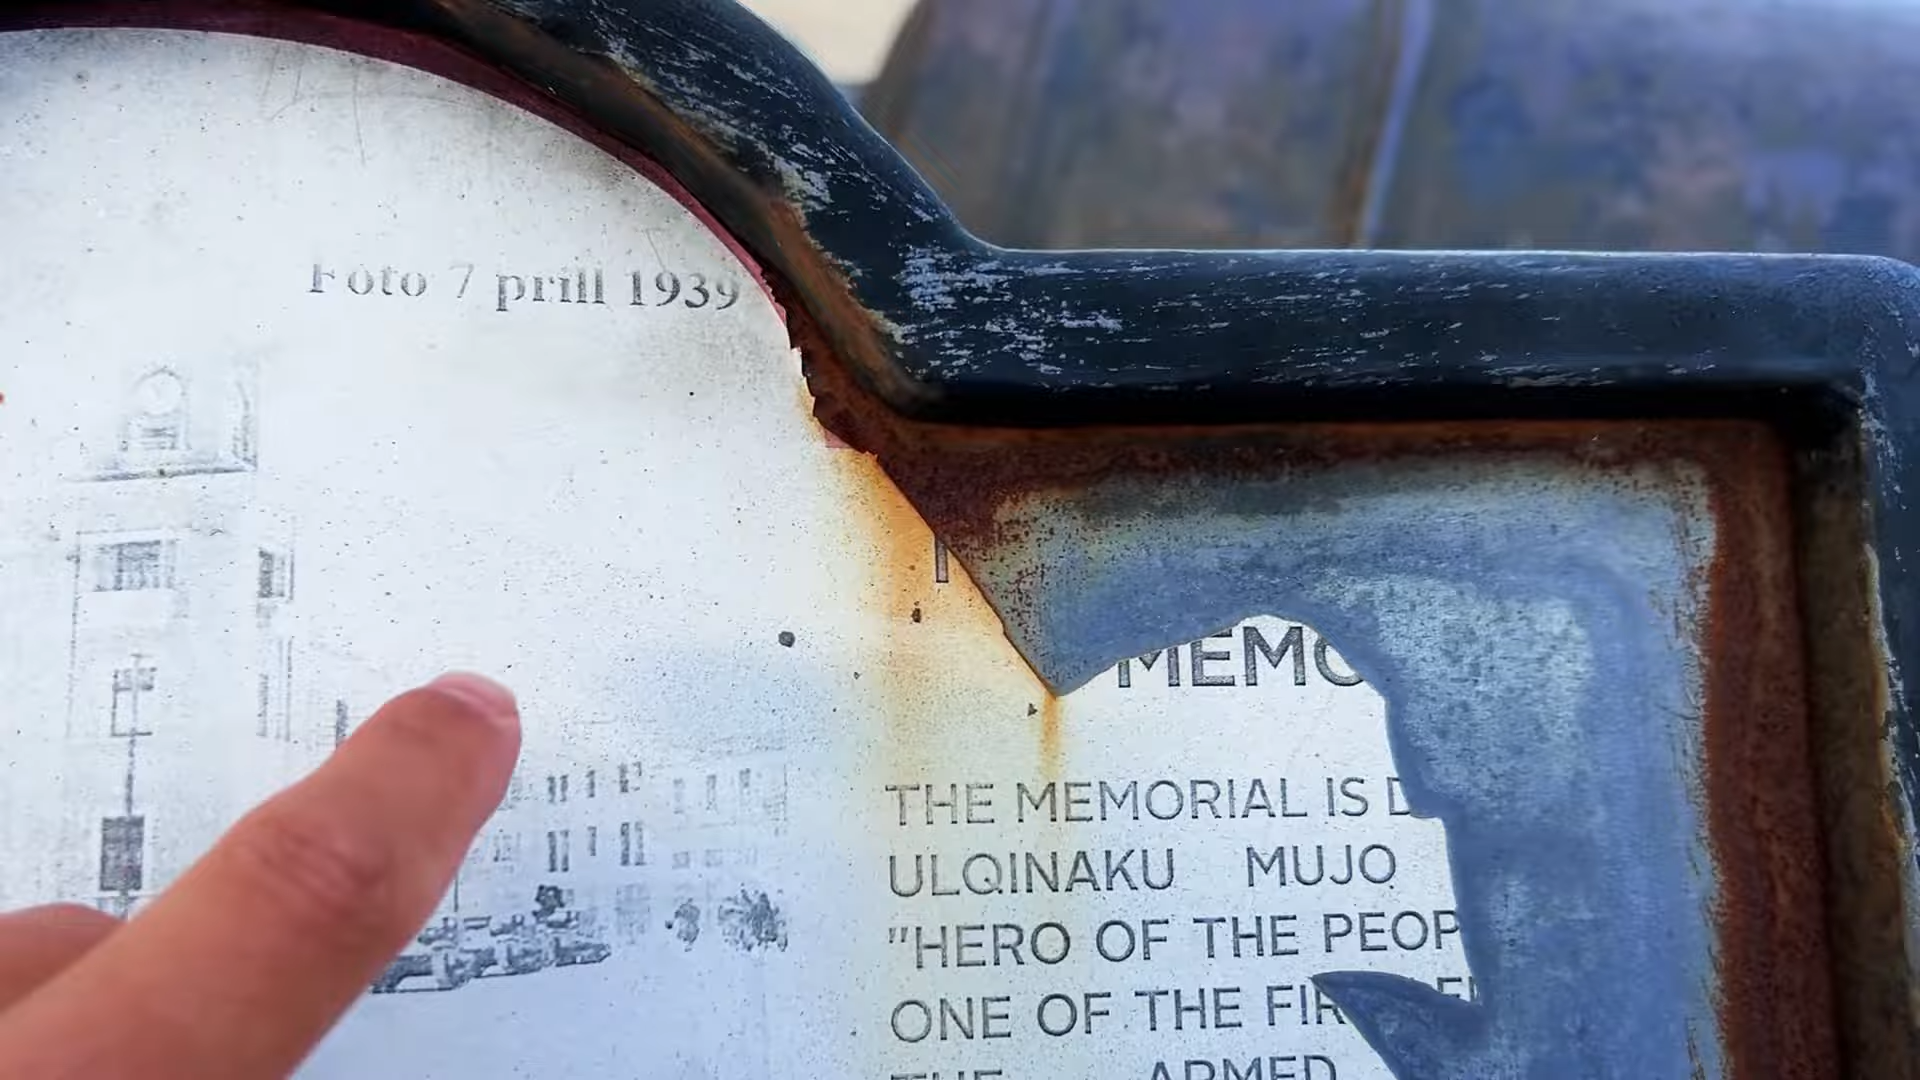 Foto 7 prill 1939
MEMO
THE MEMORIAL IS D
ULQINAKU MUJO
"HERO OF THE PEOP
ONE OF THE FIR
THE ARMED